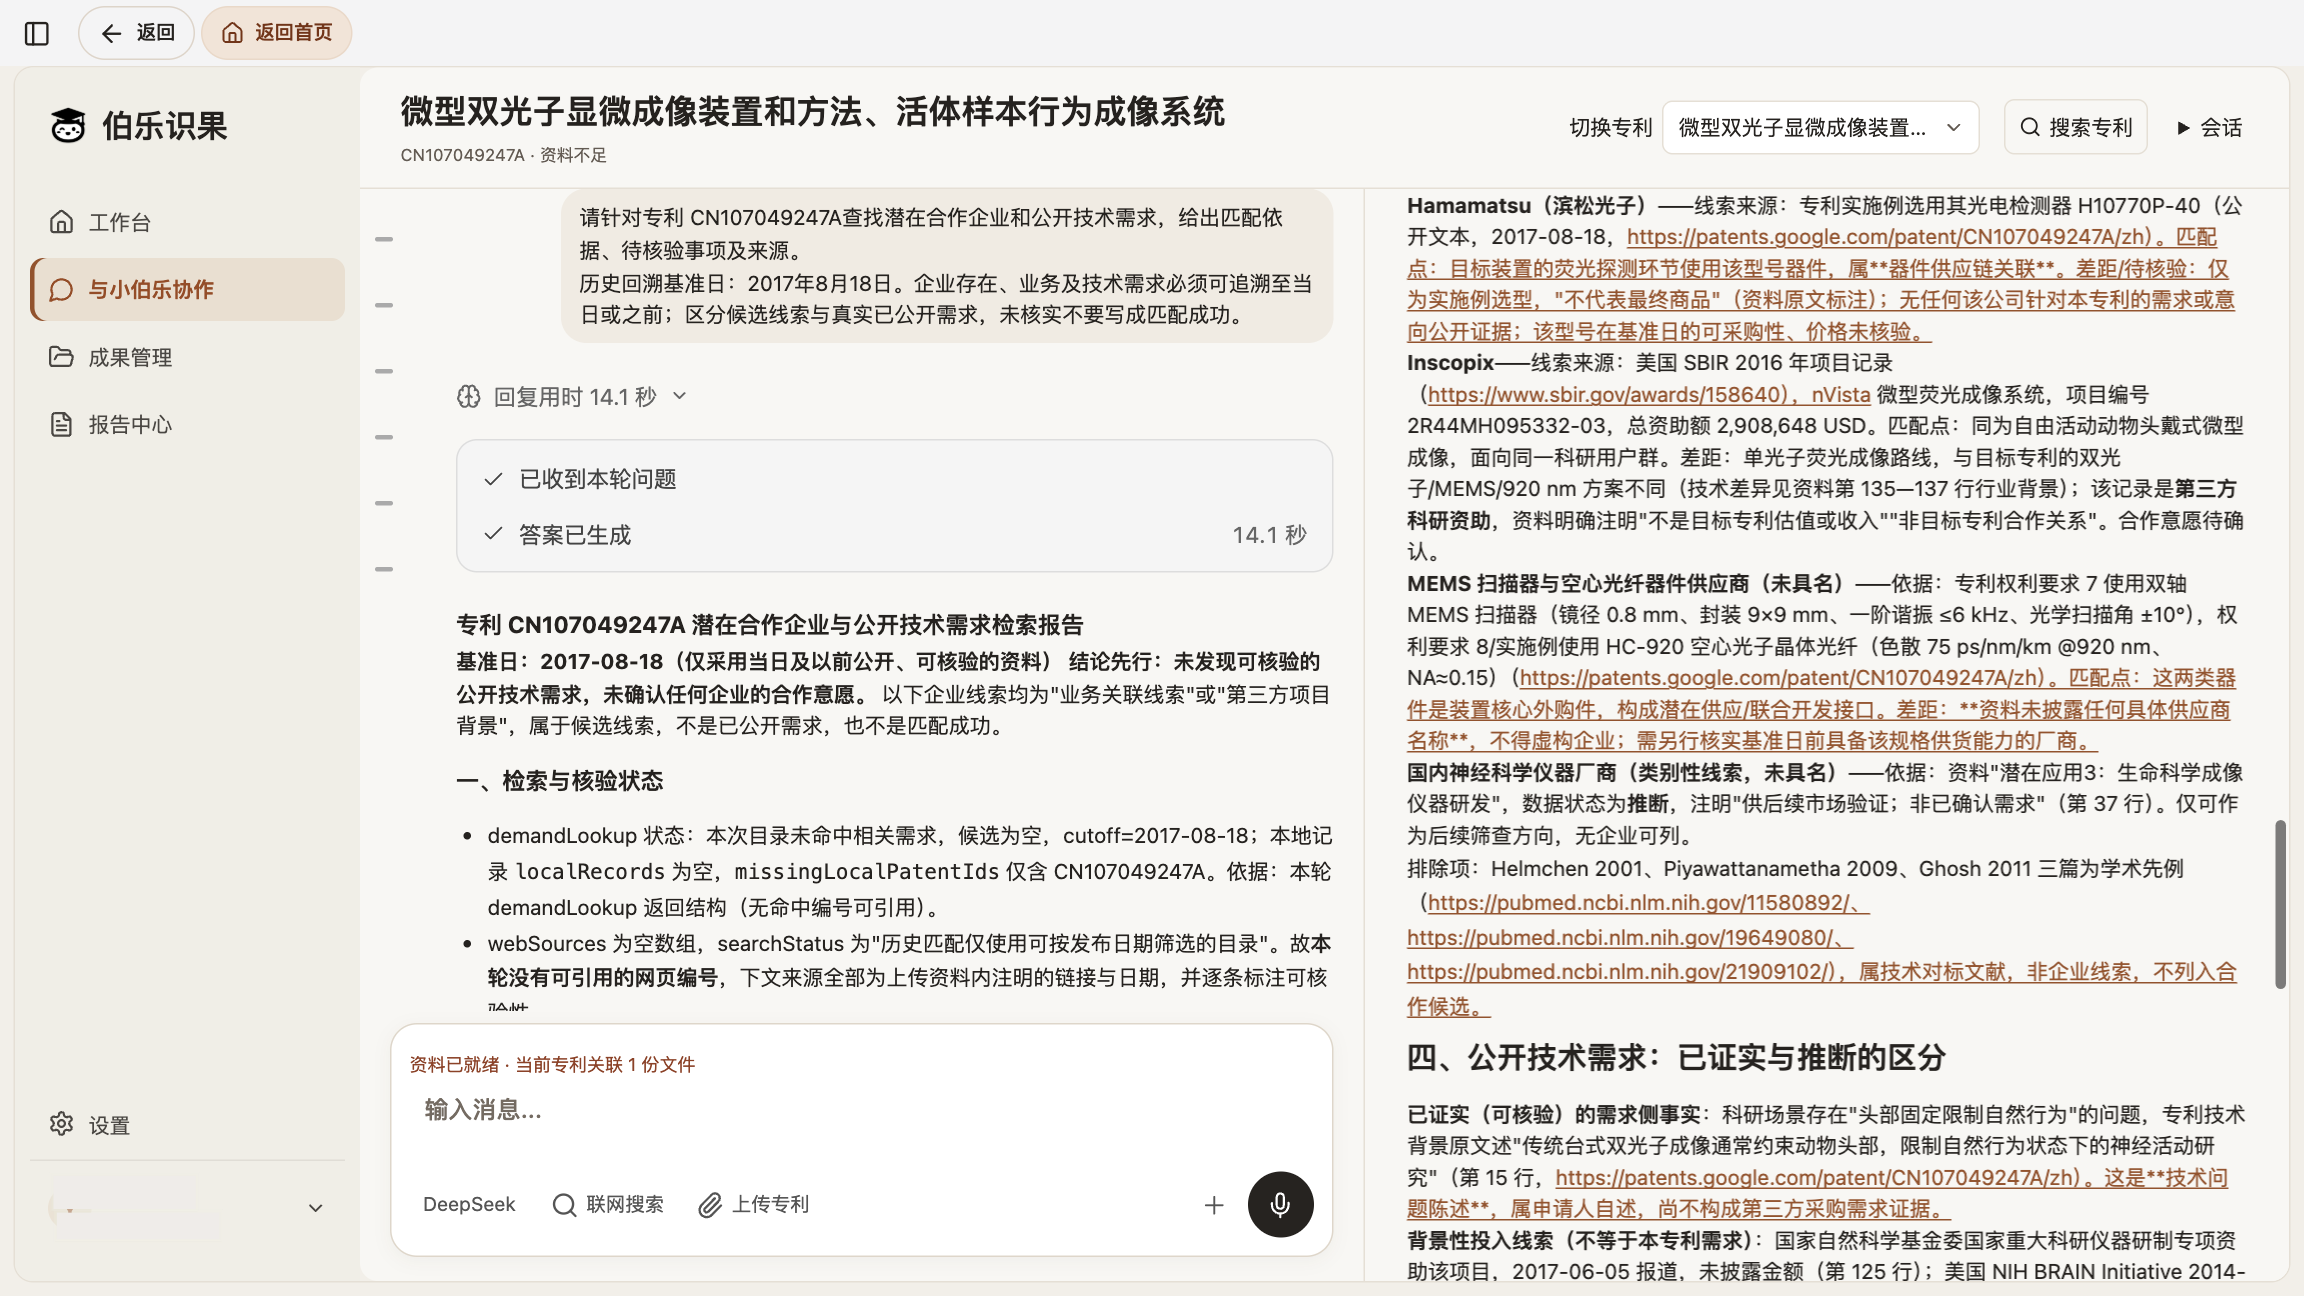 返回
返回首页
伯乐识果
工作台
与小伯乐协作
成果管理
报告中心
设置
微型双光子显微成像装置和方法、活体样本行为成像系统
CN107049247A · 资料不足
切换专利
微型双光子显微成像装置...
搜索专利
会话
请针对专利 CN107049247A查找潜在合作企业和公开技术需求，给出匹配依
据、待核验事项及来源。
历史回溯基准日：2017年8月18日。企业存在、业务及技术需求必须可追溯至当
日或之前；区分候选线索与真实已公开需求，未核实不要写成匹配成功。
回复用时 14.1 秒
已收到本轮问题
答案已生成
14.1 秒
专利 CN107049247A 潜在合作企业与公开技术需求检索报告
基准日：2017-08-18（仅采用当日及以前公开、可核验的资料） 结论先行：未发现可核验的
公开技术需求，未确认任何企业的合作意愿。 以下企业线索均为"业务关联线索"或"第三方项目
背景"，属于候选线索，不是已公开需求，也不是匹配成功。
一、检索与核验状态
• demandLookup 状态：本次目录未命中相关需求，候选为空，cutoff=2017-08-18；本地记
录 localRecords 为空，missingLocalPatentIds 仅含 CN107049247A。依据：本轮
demandLookup 返回结构（无命中编号可引用）。
• webSources 为空数组，searchStatus 为"历史匹配仅使用可按发布日期筛选的目录"。故本
轮没有可引用的网页编号，下文来源全部为上传资料内注明的链接与日期，并逐条标注可核
验性
资料已就绪 · 当前专利关联 1 份文件
输入消息...
DeepSeek
联网搜索
上传专利
Hamamatsu（滨松光子）——线索来源：专利实施例选用其光电检测器 H10770P-40（公
开文本，2017-08-18，https://patents.google.com/patent/CN107049247A/zh）。匹配
点：目标装置的荧光探测环节使用该型号器件，属**器件供应链关联**。差距/待核验：仅
为实施例选型，"不代表最终商品"（资料原文标注）；无任何该公司针对本专利的需求或意
向公开证据；该型号在基准日的可采购性、价格未核验。
Inscopix——线索来源：美国 SBIR 2016 年项目记录
（https://www.sbir.gov/awards/158640），nVista 微型荧光成像系统，项目编号
2R44MH095332-03，总资助额 2,908,648 USD。匹配点：同为自由活动动物头戴式微型
成像，面向同一科研用户群。差距：单光子荧光成像路线，与目标专利的双光
子/MEMS/920 nm 方案不同（技术差异见资料第 135—137 行行业背景）；该记录是第三方
科研资助，资料明确注明"不是目标专利估值或收入""非目标专利合作关系"。合作意愿待确
认。
MEMS 扫描器与空心光纤器件供应商（未具名）——依据：专利权利要求 7 使用双轴
MEMS 扫描器（镜径 0.8 mm、封装 9×9 mm、一阶谐振 ≤6 kHz、光学扫描角 ±10°），权
利要求 8/实施例使用 HC-920 空心光子晶体光纤（色散 75 ps/nm/km @920 nm、
NA≈0.15）(https://patents.google.com/patent/CN107049247A/zh）。匹配点：这两类器
件是装置核心外购件，构成潜在供应/联合开发接口。差距：**资料未披露任何具体供应商
名称**，不得虚构企业；需另行核实基准日前具备该规格供货能力的厂商。
国内神经科学仪器厂商（类别性线索，未具名）——依据：资料"潜在应用3：生命科学成像
仪器研发"，数据状态为推断，注明"供后续市场验证；非已确认需求"（第 37 行）。仅可作
为后续筛查方向，无企业可列。
排除项：Helmchen 2001、Piyawattanametha 2009、Ghosh 2011 三篇为学术先例
（https://pubmed.ncbi.nlm.nih.gov/11580892/、
https://pubmed.ncbi.nlm.nih.gov/19649080/、
https://pubmed.ncbi.nlm.nih.gov/21909102/），属技术对标文献，非企业线索，不列入合
作候选。
四、公开技术需求：已证实与推断的区分
已证实（可核验）的需求侧事实：科研场景存在"头部固定限制自然行为"的问题，专利技术
背景原文述"传统台式双光子成像通常约束动物头部，限制自然行为状态下的神经活动研
究"（第 15 行，https://patents.google.com/patent/CN107049247A/zh）。这是**技术问
题陈述**，属申请人自述，尚不构成第三方采购需求证据。
背景性投入线索（不等于本专利需求）：国家自然科学基金委国家重大科研仪器研制专项资
助该项目，2017-06-05 报道，未披露金额（第 125 行）；美国 NIH BRAIN Initiative 2014-